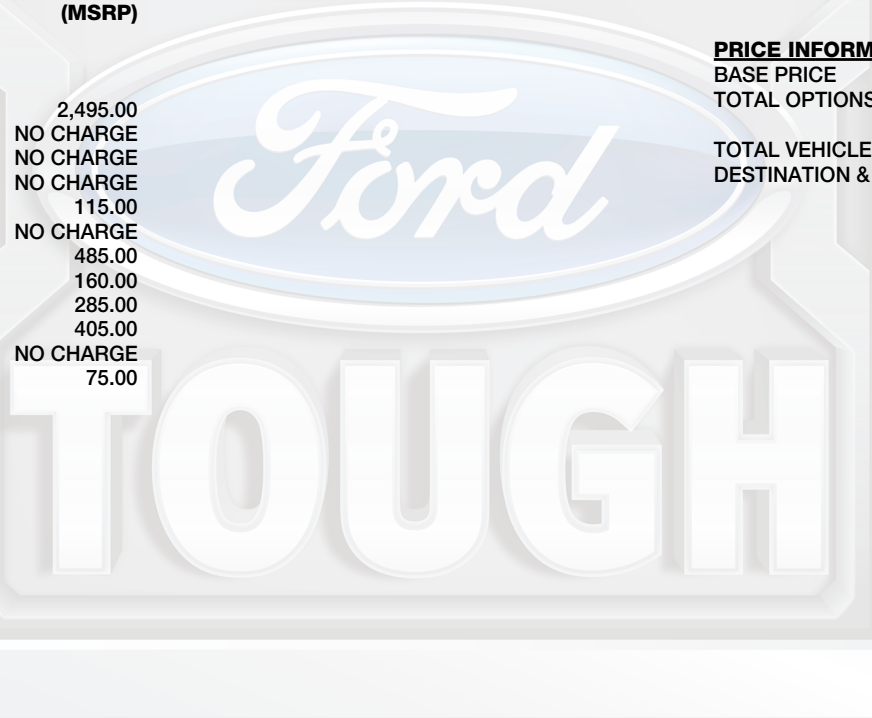 (MSRP)
2,495.00
NO CHARGE
NO CHARGE
NO CHARGE
115.00
NO CHARGE
485.00
160.00
285.00
405.00
NO CHARGE
75.00
PRICE INFORM
BASE PRICE
TOTAL OPTIONS
TOTAL VEHICLE
DESTINATION &
Ford
TOUGH